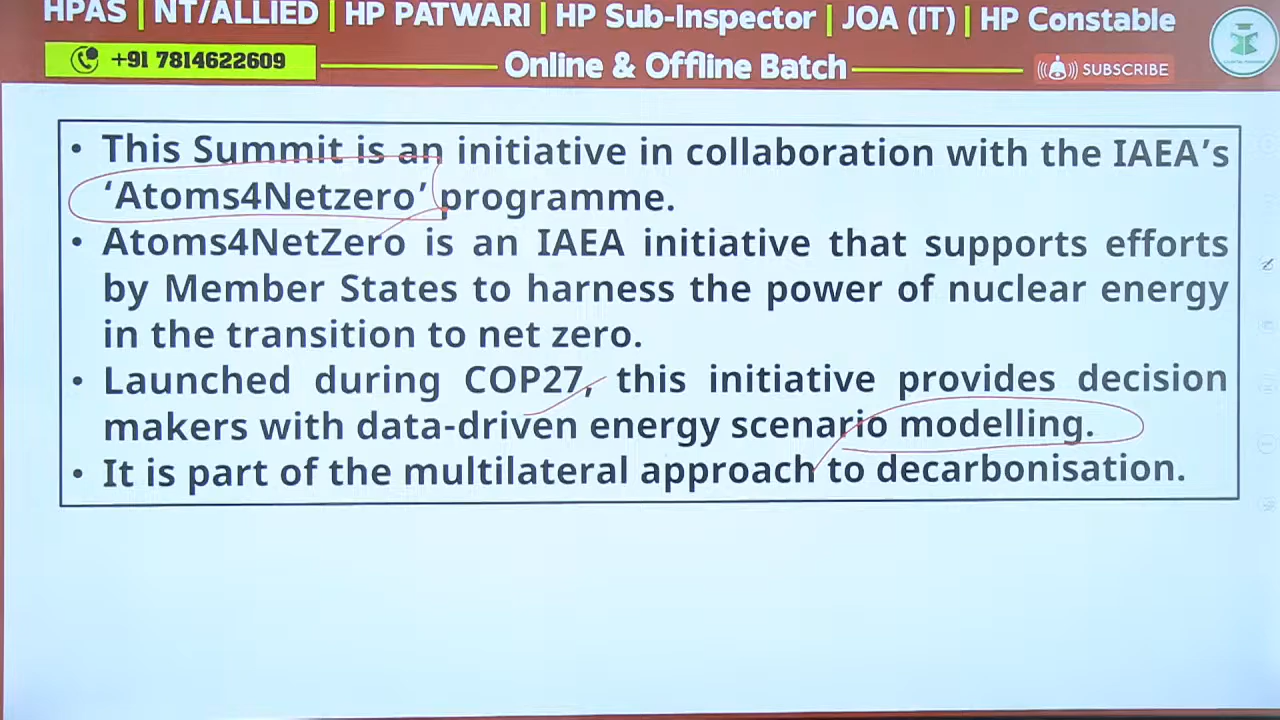 HPAS | NT/ALLIED | HP PATWARI | HP Sub-Inspector | JOA (IT) | HP Constable
+91 7814622609
Online & Offline Batch
SUBSCRIBE
• This Summit is an initiative in collaboration with the IAEA’s
‘Atoms4Netzero’ programme.
• Atoms4NetZero is an IAEA initiative that supports efforts
by Member States to harness the power of nuclear energy
in the transition to net zero.
• Launched during COP27, this initiative provides decision
makers with data-driven energy scenario modelling.
• It is part of the multilateral approach to decarbonisation.